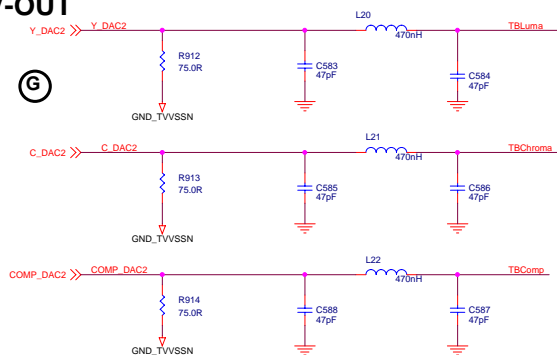 V-OUT
Y_DAC2 Y_DAC2 L20 TBLuma
470nH
R912
75.0R
C583
47pF
C584
47pF
G
GND_TVVSSN
C_DAC2 C_DAC2 L21 TBChroma
470nH
R913
75.0R
C585
47pF
C586
47pF
GND_TVVSSN
COMP_DAC2 COMP_DAC2 L22 TBComp
470nH
R914
75.0R
C588
47pF
C587
47pF
GND_TVVSSN